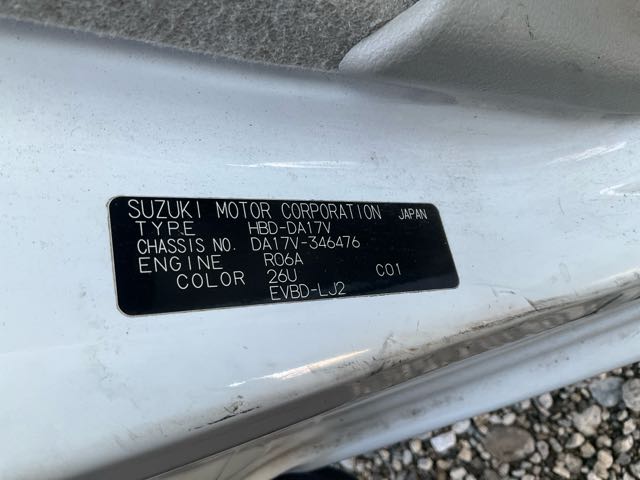 SUZUKI MOTOR CORPORATION JAPAN
TYPE HBD-DA17V
CHASSIS NO. DA17V-346476
ENGINE R06A
COLOR 26U C01
EVBD-LJ2